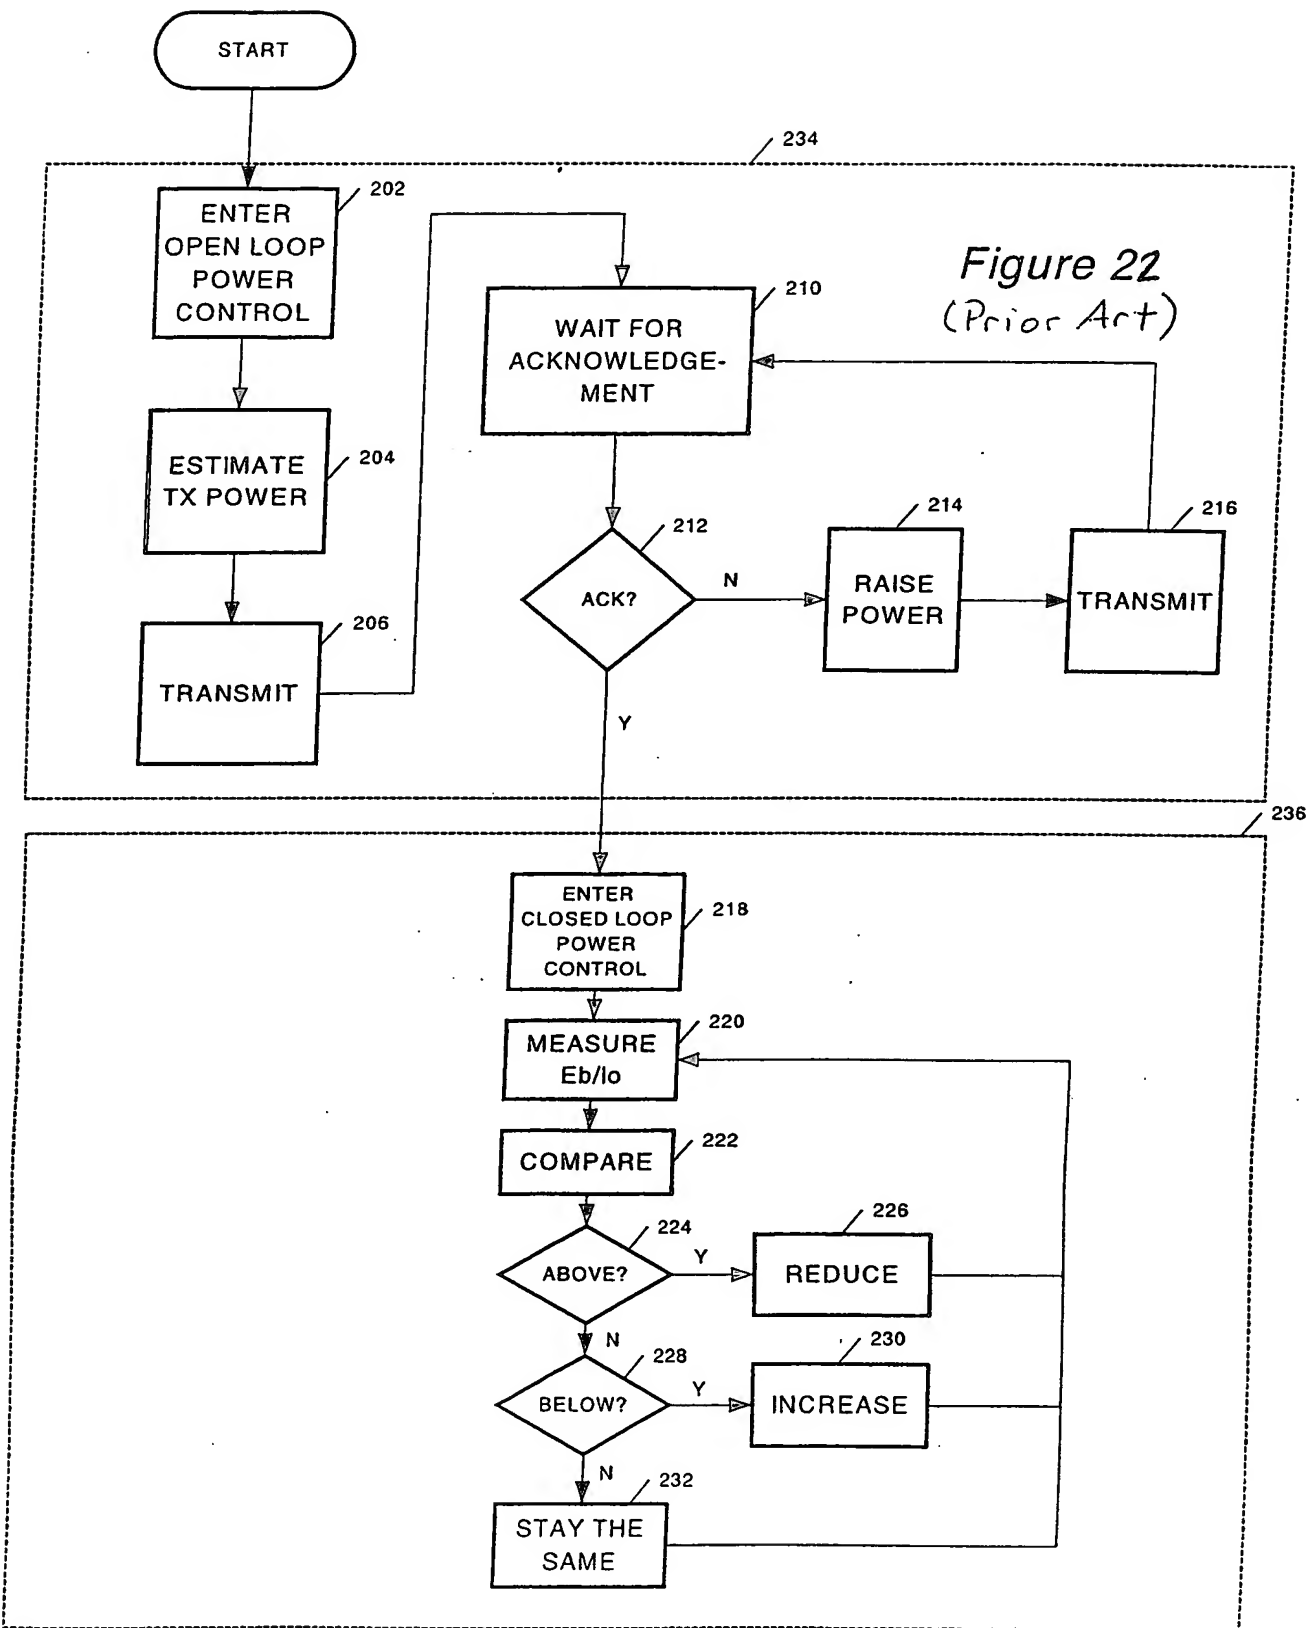 START
234
202
ENTER
OPEN LOOP
POWER
CONTROL
Figure 22
(Prior Art)
210
WAIT FOR
ACKNOWLEDGE-
MENT
ESTIMATE
TX POWER
204
212
ACK?
N
214
RAISE
POWER
216
TRANSMIT
206
TRANSMIT
Y
236
ENTER
CLOSED LOOP
POWER
CONTROL
218
MEASURE
Eb/Io
220
COMPARE
222
224
ABOVE?
Y
226
REDUCE
N
228
BELOW?
Y
230
INCREASE
N
232
STAY THE
SAME